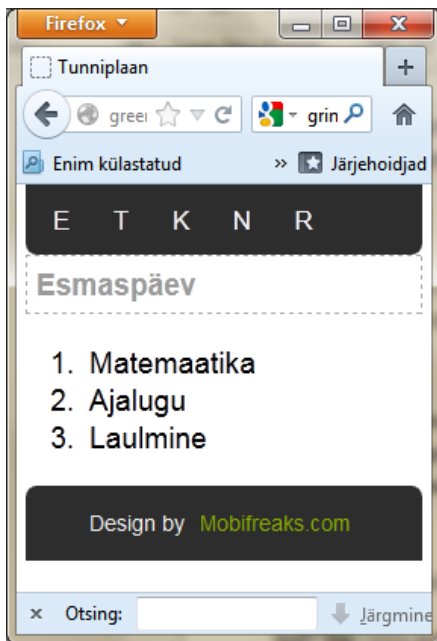 Firefox
Tunniplaan
greei grin
Enim külastatud » Järjehoidjad
E T K N R
Esmaspäev
1. Matemaatika
2. Ajalugu
3. Laulmine
Design by Mobifreaks.com
× Otsing: Järgmine